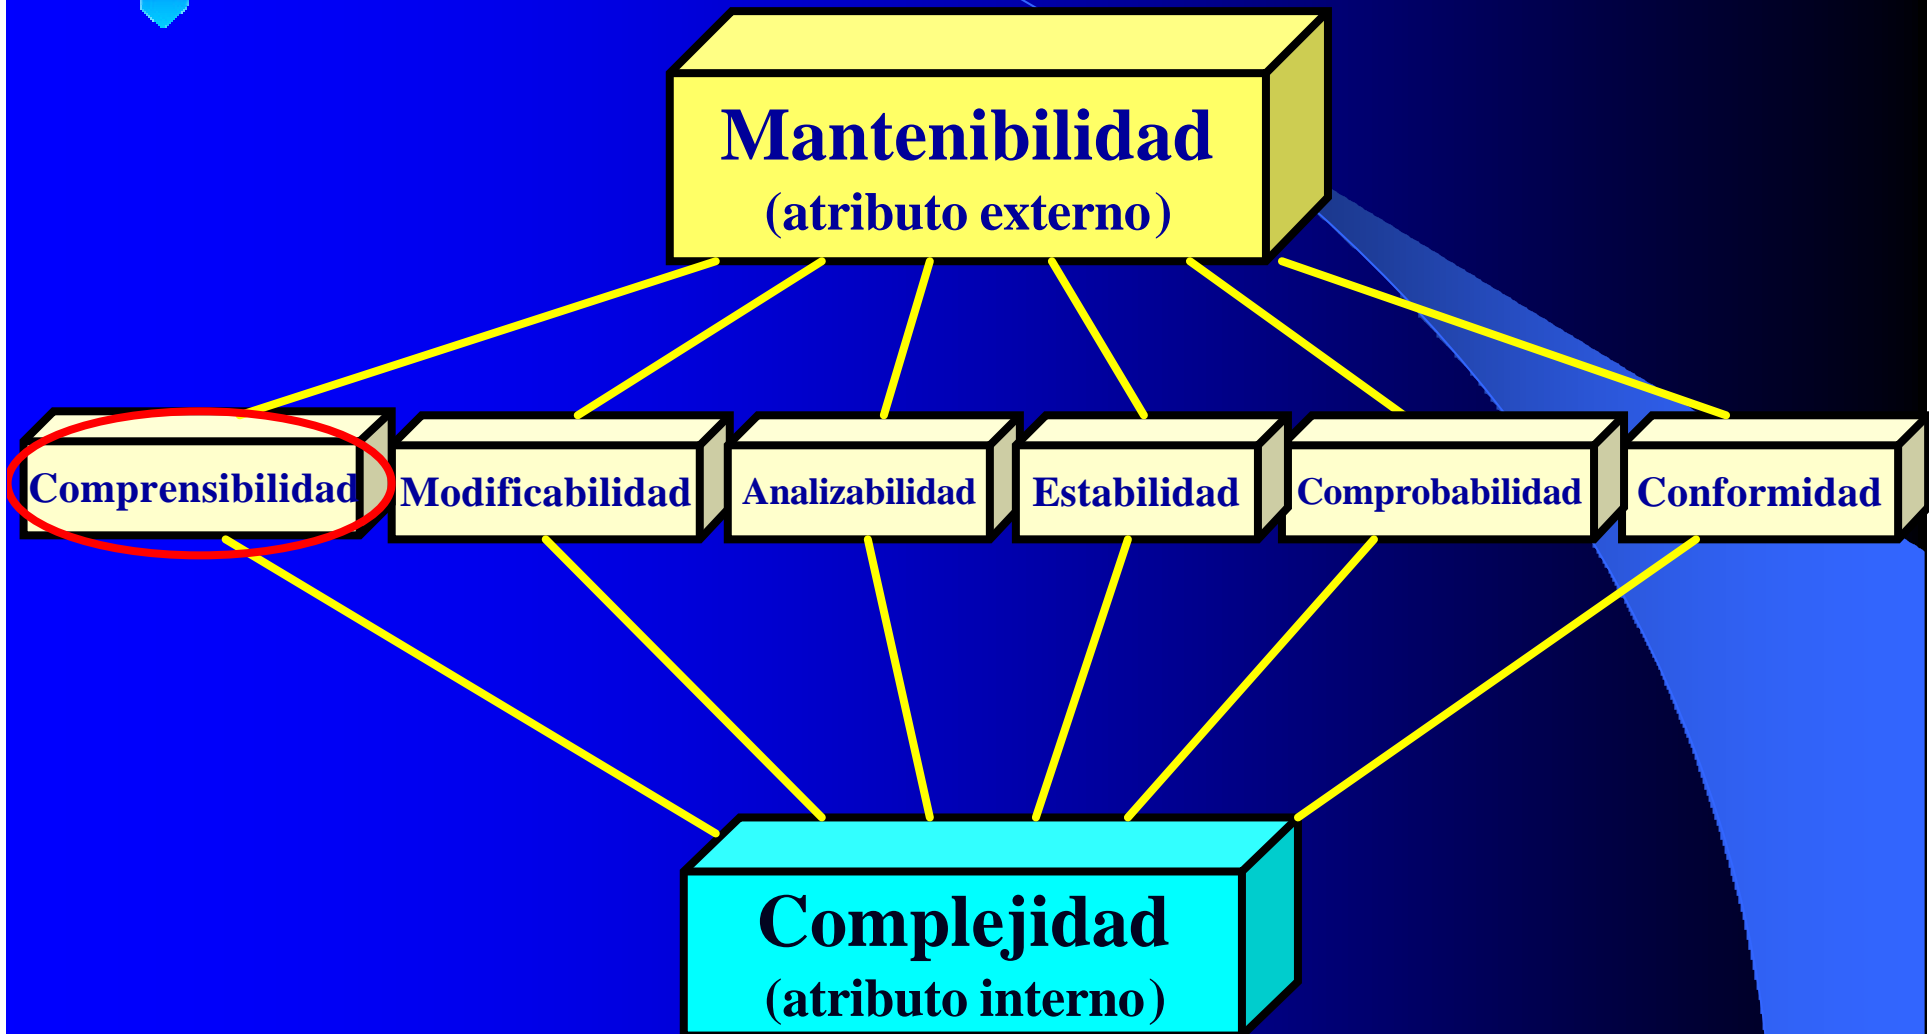 Mantenibilidad
(atributo externo)
Comprensibilidad
Modificabilidad
Analizabilidad
Estabilidad
Comprobabilidad
Conformidad
Complejidad
(atributo interno)